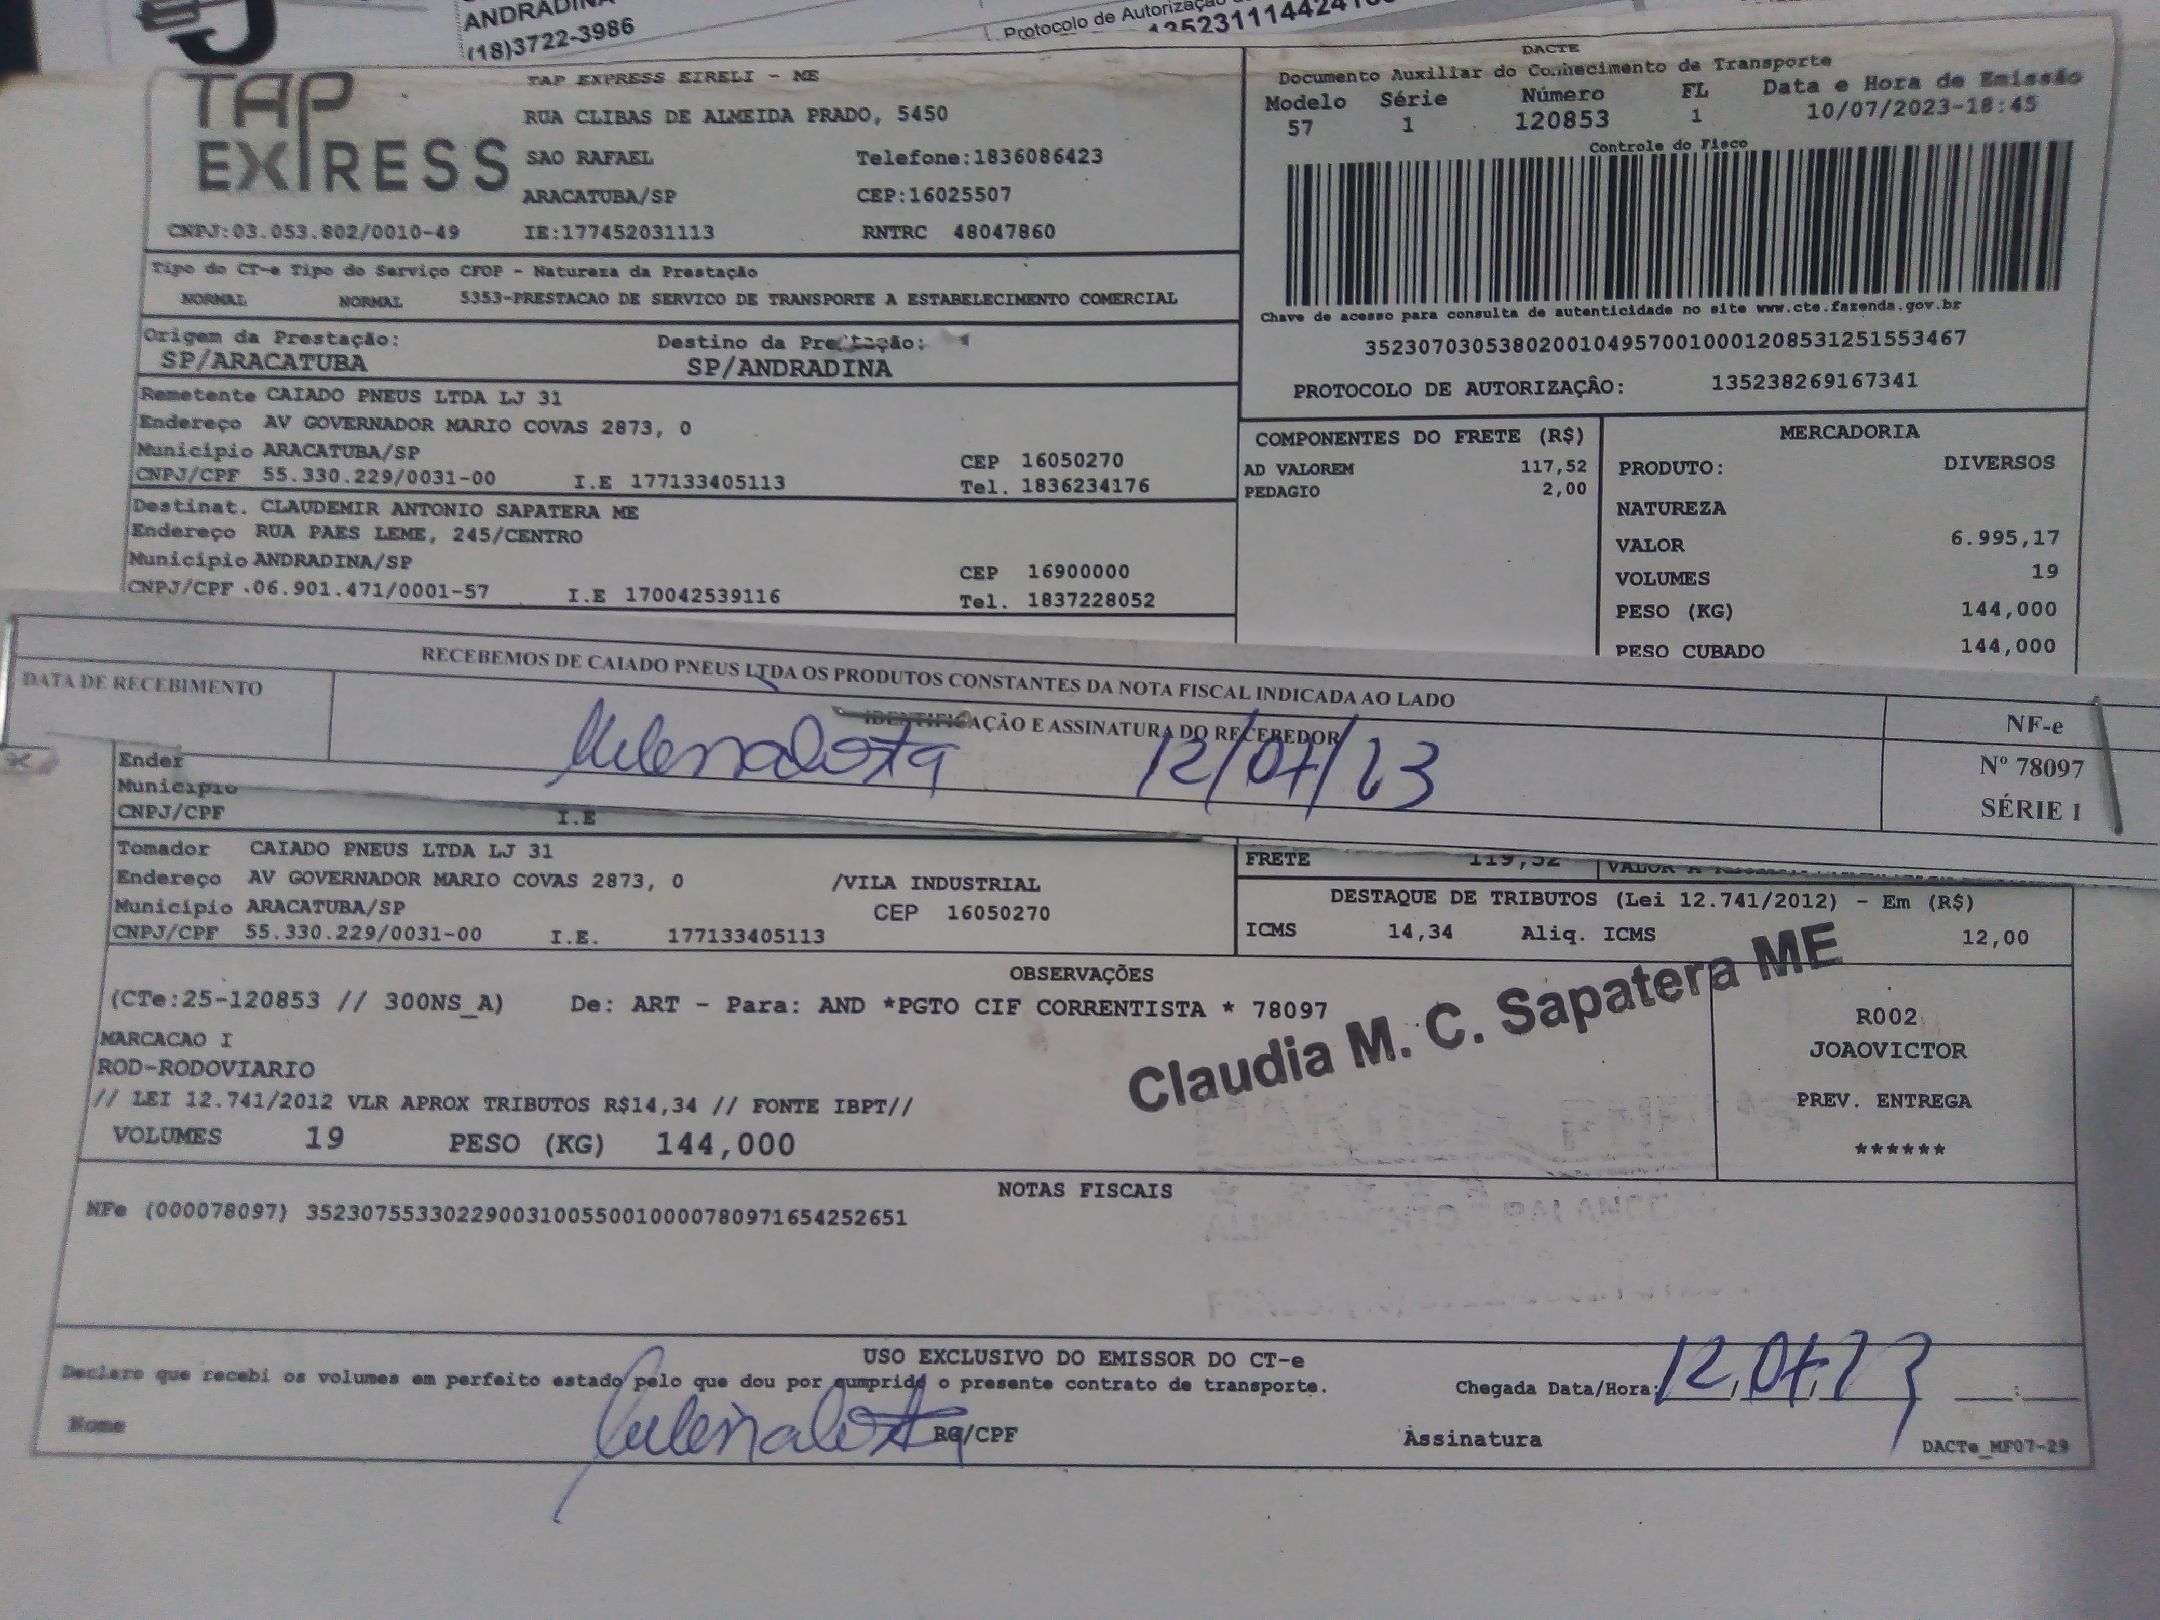 ANDRADINA
(18)3722-3986
Protocolo de Autorização
TAP
EXPRESS
TAP EXPRESS EIRELI - ME
RUA CLIBAS DE ALMEIDA PRADO, 5450
SAO RAFAEL Telefone:1836086423
ARACATUBA/SP CEP:16025507
CNPJ:03.053.802/0010-49 IE:177452031113 RNTRC 48047860
DACTE
Documento Auxiliar do Conhecimento de Transporte
Modelo Série Número FL Data e Hora de Emissão
57 1 120853 1 10/07/2023-18:45
Controle do Fisco
Chave de acesso para consulta de autenticidade no site www.cte.fazenda.gov.br
35230703053802001049570010001208531251553467
PROTOCOLO DE AUTORIZAÇÃO: 135238269167341
Tipo do CT-e Tipo do Serviço CFOP - Natureza da Prestação
NORMAL NORMAL 5353-PRESTACAO DE SERVICO DE TRANSPORTE A ESTABELECIMENTO COMERCIAL
Origem da Prestação: Destino da Prestação:
SP/ARACATUBA SP/ANDRADINA
Remetente CAIADO PNEUS LTDA LJ 31
Endereço AV GOVERNADOR MARIO COVAS 2873, 0
Município ARACATUBA/SP CEP 16050270
CNPJ/CPF 55.330.229/0031-00 I.E 177133405113 Tel. 1836234176
Destinat. CLAUDEMIR ANTONIO SAPATERA ME
Endereço RUA PAES LEME, 245/CENTRO
Município ANDRADINA/SP CEP 16900000
CNPJ/CPF 06.901.471/0001-57 I.E 170042539116 Tel. 1837228052
COMPONENTES DO FRETE (R$)
AD VALOREM 117,52
PEDAGIO 2,00
MERCADORIA
PRODUTO: DIVERSOS
NATUREZA
VALOR 6.995,17
VOLUMES 19
PESO (KG) 144,000
PESO CUBADO 144,000
RECEBEMOS DE CAIADO PNEUS LTDA OS PRODUTOS CONSTANTES DA NOTA FISCAL INDICADA AO LADO
DATA DE RECEBIMENTO
IDENTIFICAÇÃO E ASSINATURA DO RECEBEDOR
12/07/23
NF-e
Nº 78097
SÉRIE 1
Ender
Município
CNPJ/CPF I.E
Tomador CAIADO PNEUS LTDA LJ 31
Endereço AV GOVERNADOR MARIO COVAS 2873, 0 /VILA INDUSTRIAL
Município ARACATUBA/SP CEP 16050270
CNPJ/CPF 55.330.229/0031-00 I.E. 177133405113
FRETE 119,52 VALOR A
DESTAQUE DE TRIBUTOS (Lei 12.741/2012) - Em (R$)
ICMS 14,34 Aliq. ICMS 12,00
OBSERVAÇÕES
(CTe:25-120853 // 300NS_A) De: ART - Para: AND *PGTO CIF CORRENTISTA * 78097
MARCACAO I
ROD-RODOVIARIO
// LEI 12.741/2012 VLR APROX TRIBUTOS R$14,34 // FONTE IBPT//
VOLUMES 19 PESO (KG) 144,000
Claudia M. C. Sapatera ME
R002
JOAOVICTOR
PREV. ENTREGA
******
NOTAS FISCAIS
NFe (000078097) 35230755330229003100550010000780971654252651
USO EXCLUSIVO DO EMISSOR DO CT-e
Declaro que recebi os volumes em perfeito estado pelo que dou por cumprido o presente contrato de transporte.
Chegada Data/Hora: 12/07/23 __:__
Nome RG/CPF Assinatura
DACTe_MF07-29